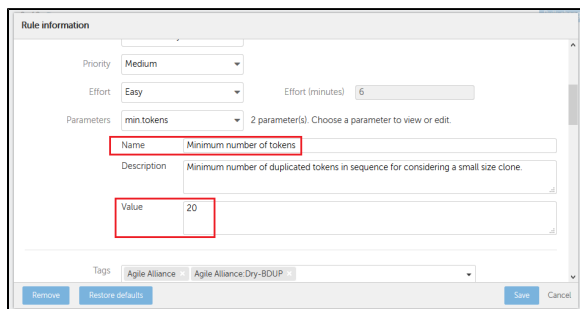 Rule information
Priority Medium
Effort Easy Effort (minutes) 6
Parameters min.tokens 2 parameter(s). Choose a parameter to view or edit.
Name Minimum number of tokens
Description Minimum number of duplicated tokens in sequence for considering a small size clone.
Value 20
Tags Agile Alliance × Agile Alliance:Dry-BDUP ×
Remove Restore defaults Save Cancel